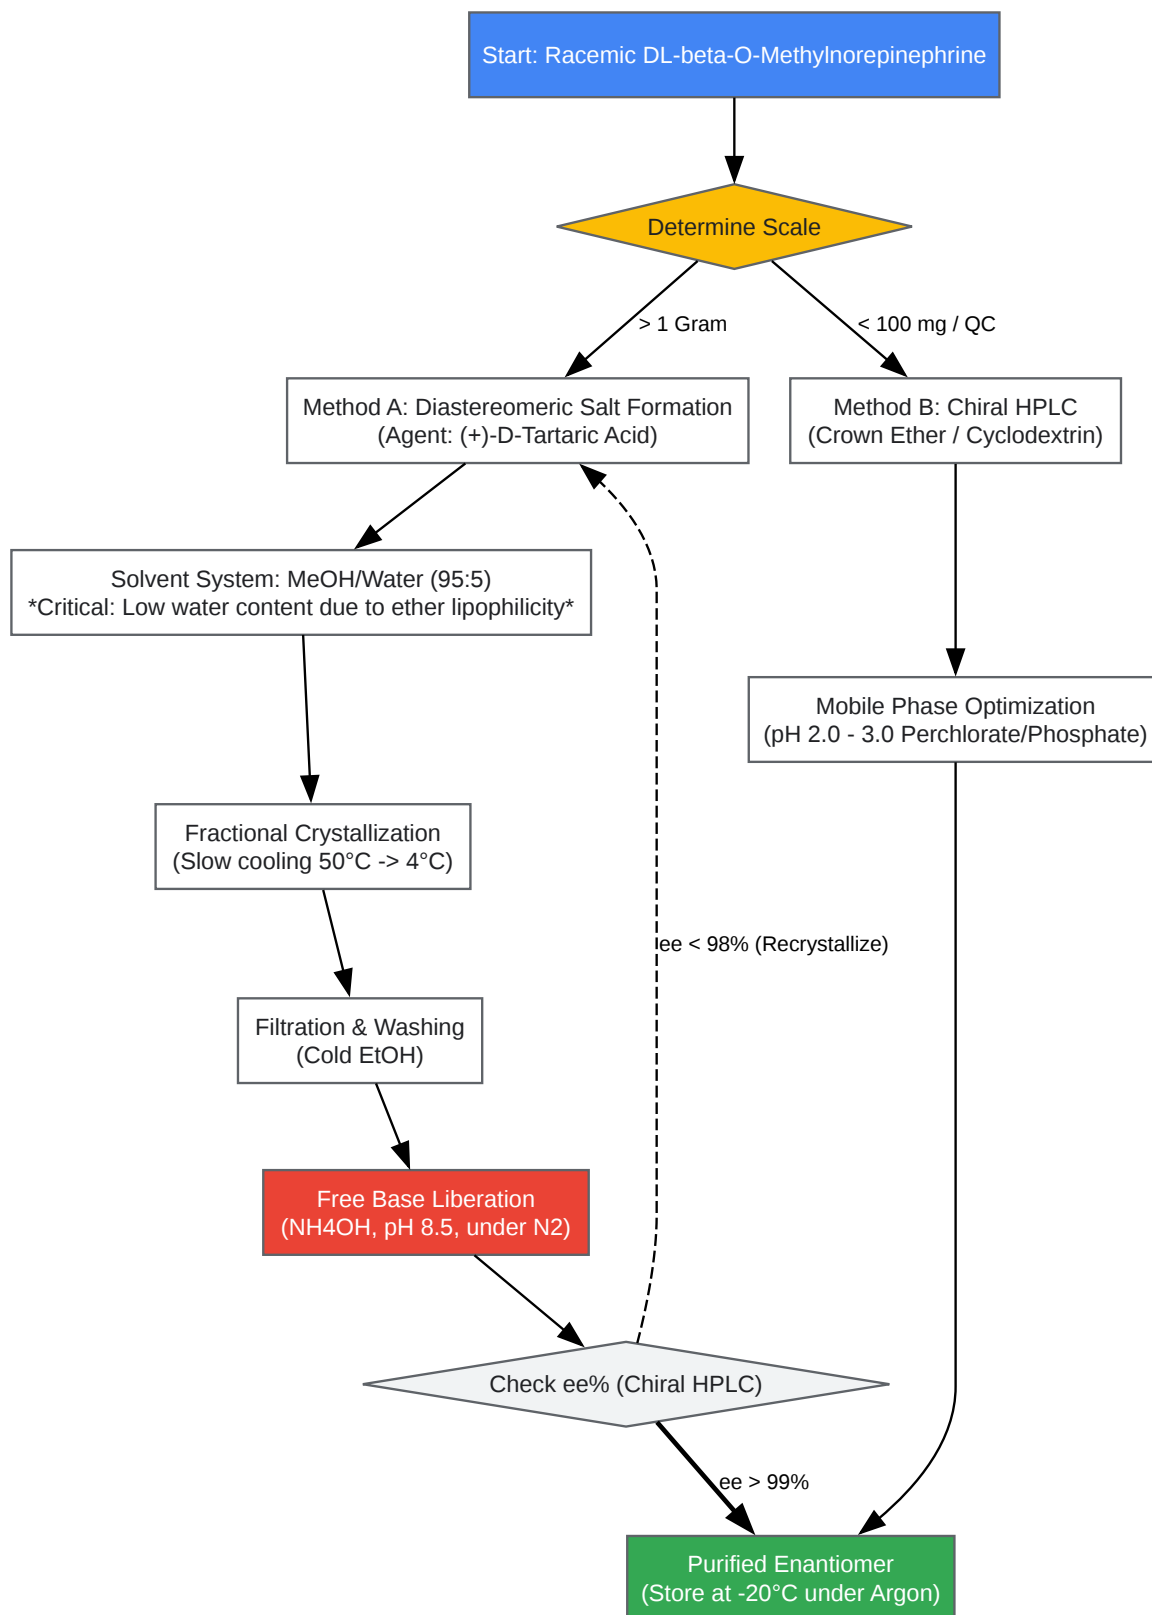 Start: Racemic DL-beta-O-Methylnorepinephrine
Determine Scale
> 1 Gram
< 100 mg / QC
Method A: Diastereomeric Salt Formation
(Agent: (+)-D-Tartaric Acid)
Method B: Chiral HPLC
(Crown Ether / Cyclodextrin)
Solvent System: MeOH/Water (95:5)
*Critical: Low water content due to ether lipophilicity*
Mobile Phase Optimization
(pH 2.0 - 3.0 Perchlorate/Phosphate)
Fractional Crystallization
(Slow cooling 50°C -> 4°C)
ee < 98% (Recrystallize)
Filtration & Washing
(Cold EtOH)
Free Base Liberation
(NH4OH, pH 8.5, under N2)
Check ee% (Chiral HPLC)
ee > 99%
Purified Enantiomer
(Store at -20°C under Argon)